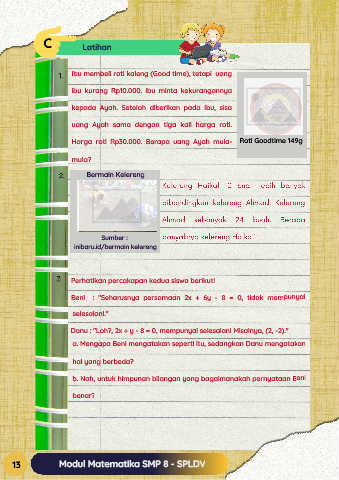 C
Latihan
1. Ibu membeli roti kaleng (Good time), tetapi uang
ibu kurang Rp10.000. Ibu minta kekurangannya
kepada Ayah. Setelah diberikan pada ibu, sisa
uang Ayah sama dengan tiga kali harga roti.
Harga roti Rp30.000. Berapa uang Ayah mula-
mula?
Roti Goodtime 149g
2. Bermain Kelereng
Sumber :
inibaru.id/bermain kelereng
Kelereng Haikal 2 lebih banyak
dibandingkan kelereng Ahmad. Kelereng
Ahmad sebanyak 24 buah. Berapa
banyaknya kelereng
3. Perhatikan percakapan kedua siswa berikut!
Beni : "Seharusnya persamaan 2x + 6y - 8 = 0, tidak mempunyai
selesaian."
Danu : "Loh?, 2x + y - 8 = 0, mempunyai selesaian! Misalnya, (2, -2)."
a. Mengapa Beni mengatakan seperti itu, sedangkan Danu mengatakan
hal yang berbeda?
b. Nah, untuk himpunan bilangan yang bagaimanakah pernyataan Beni
benar?
13
Modul Matematika SMP 8 - SPLDV